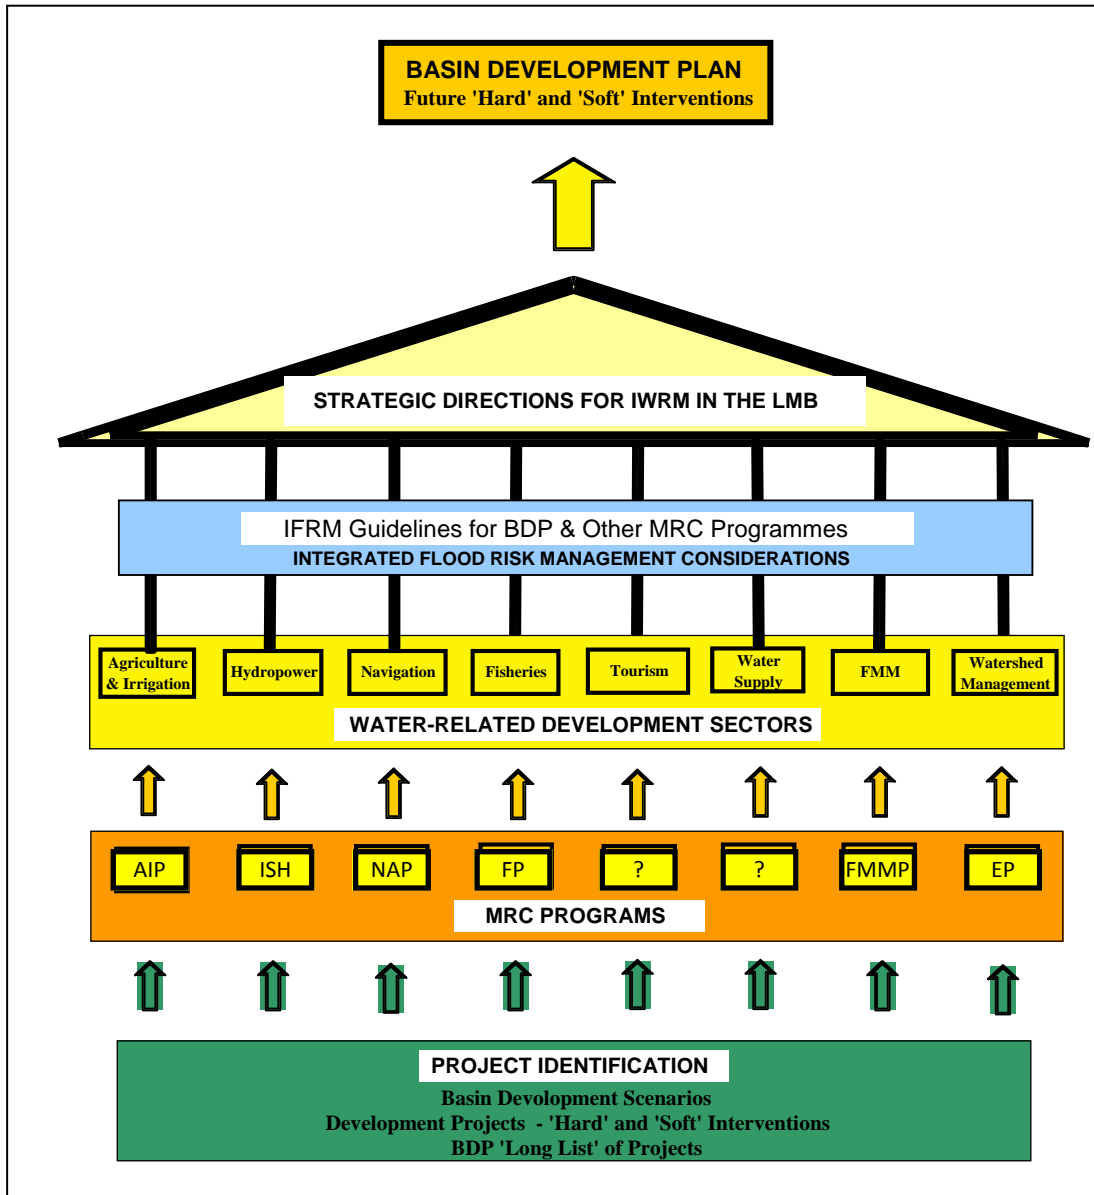 BASIN DEVELOPMENT PLAN
Future 'Hard' and 'Soft' Interventions
STRATEGIC DIRECTIONS FOR IWRM IN THE LMB
IFRM Guidelines for BDP & Other MRC Programmes
INTEGRATED FLOOD RISK MANAGEMENT CONSIDERATIONS
Agriculture
& Irrigation
Hydropower
Navigation
Fisheries
Tourism
Water
Supply
FMM
Watershed
Management
WATER-RELATED DEVELOPMENT SECTORS
AIP
ISH
NAP
FP
?
?
FMMP
EP
MRC PROGRAMS
PROJECT IDENTIFICATION
Basin Devolopment Scenarios
Development Projects - 'Hard' and 'Soft' Interventions
BDP 'Long List' of Projects